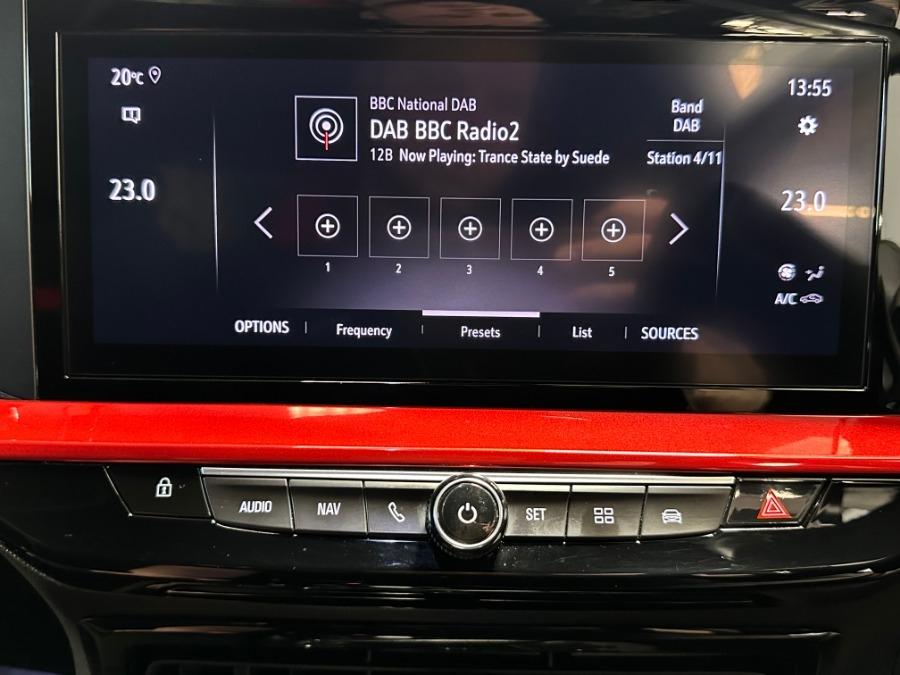 20°C
13:55
BBC National DAB
DAB BBC Radio2
12B Now Playing: Trance State by Suede
Band
DAB
Station 4/11
23.0
23.0
1 2 3 4 5
A/C
OPTIONS Frequency Presets List SOURCES
AUDIO NAV SET